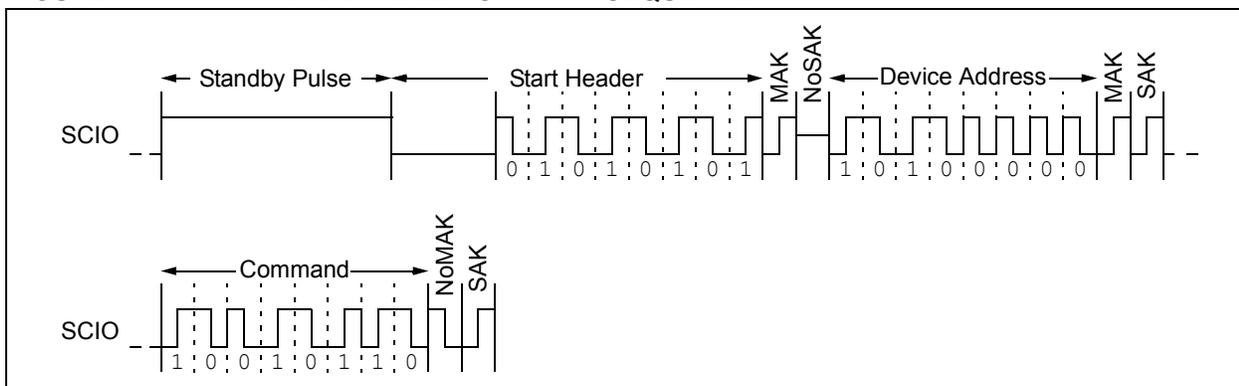 Standby Pulse Start Header MAK NoSAK Device Address MAK SAK
SCIO
0 1 0 1 0 1 0 1 1 0 1 0 0 0 0 0
Command NoMAK SAK
SCIO
1 0 0 1 0 1 1 0